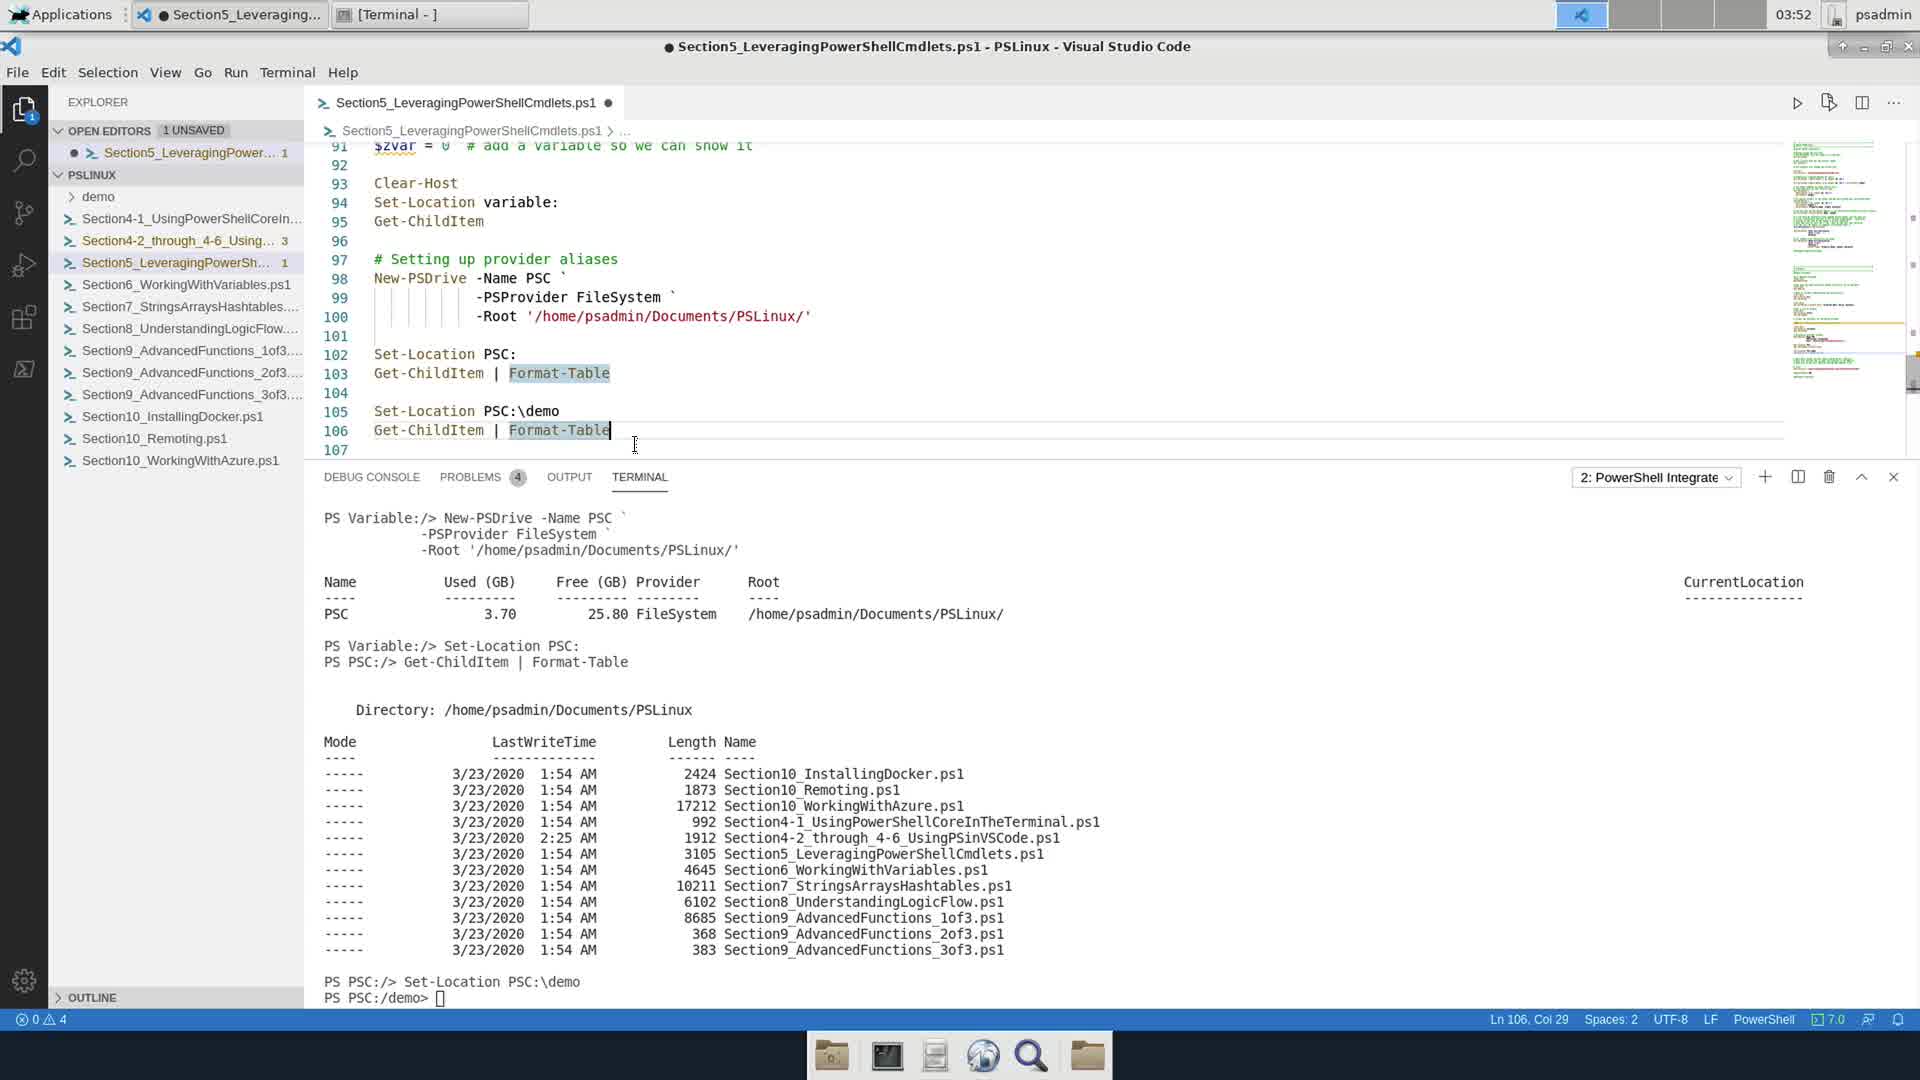 Applications
● Section5_Leveraging...
[Terminal - ]
03:52
psadmin
● Section5_LeveragingPowerShellCmdlets.ps1 - PSLinux - Visual Studio Code
File Edit Selection View Go Run Terminal Help
EXPLORER
OPEN EDITORS 1 UNSAVED
● Section5_LeveragingPower... 1
PSLINUX
demo
Section4-1_UsingPowerShellCoreIn...
Section4-2_through_4-6_Using... 3
Section5_LeveragingPowerSh... 1
Section6_WorkingWithVariables.ps1
Section7_StringsArraysHashtables....
Section8_UnderstandingLogicFlow....
Section9_AdvancedFunctions_1of3....
Section9_AdvancedFunctions_2of3....
Section9_AdvancedFunctions_3of3....
Section10_InstallingDocker.ps1
Section10_Remoting.ps1
Section10_WorkingWithAzure.ps1
OUTLINE
1
Section5_LeveragingPowerShellCmdlets.ps1 ●
Section5_LeveragingPowerShellCmdlets.ps1 > ...
91 $zvar = 0 # add a variable so we can show it
92
93 Clear-Host
94 Set-Location variable:
95 Get-ChildItem
96
97 # Setting up provider aliases
98 New-PSDrive -Name PSC `
99 -PSProvider FileSystem `
100 -Root '/home/psadmin/Documents/PSLinux/'
101
102 Set-Location PSC:
103 Get-ChildItem | Format-Table
104
105 Set-Location PSC:\demo
106 Get-ChildItem | Format-Table
107
DEBUG CONSOLE PROBLEMS 4 OUTPUT TERMINAL
2: PowerShell Integrate
PS Variable:/> New-PSDrive -Name PSC `
-PSProvider FileSystem `
-Root '/home/psadmin/Documents/PSLinux/'
Name Used (GB) Free (GB) Provider Root CurrentLocation
---- --------- --------- -------- ---- ---------------
PSC 3.70 25.80 FileSystem /home/psadmin/Documents/PSLinux/
PS Variable:/> Set-Location PSC:
PS PSC:/> Get-ChildItem | Format-Table
Directory: /home/psadmin/Documents/PSLinux
Mode LastWriteTime Length Name
---- ------------- ------ ----
----- 3/23/2020 1:54 AM 2424 Section10_InstallingDocker.ps1
----- 3/23/2020 1:54 AM 1873 Section10_Remoting.ps1
----- 3/23/2020 1:54 AM 17212 Section10_WorkingWithAzure.ps1
----- 3/23/2020 1:54 AM 992 Section4-1_UsingPowerShellCoreInTheTerminal.ps1
----- 3/23/2020 2:25 AM 1912 Section4-2_through_4-6_UsingPSinVSCode.ps1
----- 3/23/2020 1:54 AM 3105 Section5_LeveragingPowerShellCmdlets.ps1
----- 3/23/2020 1:54 AM 4645 Section6_WorkingWithVariables.ps1
----- 3/23/2020 1:54 AM 10211 Section7_StringsArraysHashtables.ps1
----- 3/23/2020 1:54 AM 6102 Section8_UnderstandingLogicFlow.ps1
----- 3/23/2020 1:54 AM 8685 Section9_AdvancedFunctions_1of3.ps1
----- 3/23/2020 1:54 AM 368 Section9_AdvancedFunctions_2of3.ps1
----- 3/23/2020 1:54 AM 383 Section9_AdvancedFunctions_3of3.ps1
PS PSC:/> Set-Location PSC:\demo
PS PSC:/demo>
0 4
Ln 106, Col 29 Spaces: 2 UTF-8 LF PowerShell 7.0